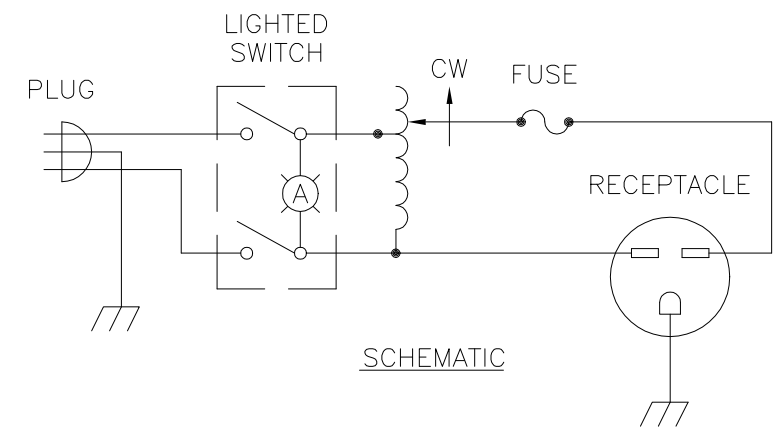 LIGHTED
SWITCH
PLUG
CW
FUSE
RECEPTACLE
A
SCHEMATIC